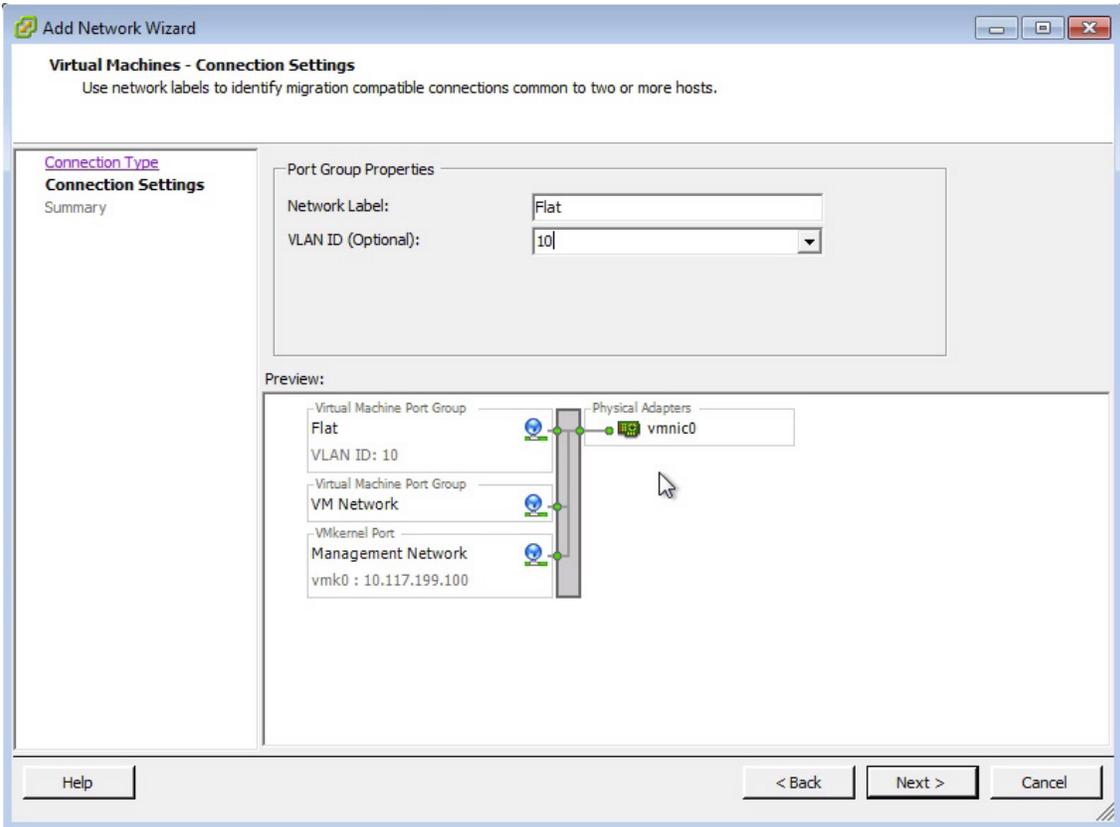 Add Network Wizard
Virtual Machines - Connection Settings
Use network labels to identify migration compatible connections common to two or more hosts.
Connection Type
Connection Settings
Summary
Port Group Properties
Network Label:
Flat
VLAN ID (Optional):
10
Preview:
Virtual Machine Port Group
Flat
VLAN ID: 10
Virtual Machine Port Group
VM Network
VMkernel Port
Management Network
vmk0 : 10.117.199.100
Physical Adapters
vmnic0
Help
< Back
Next >
Cancel